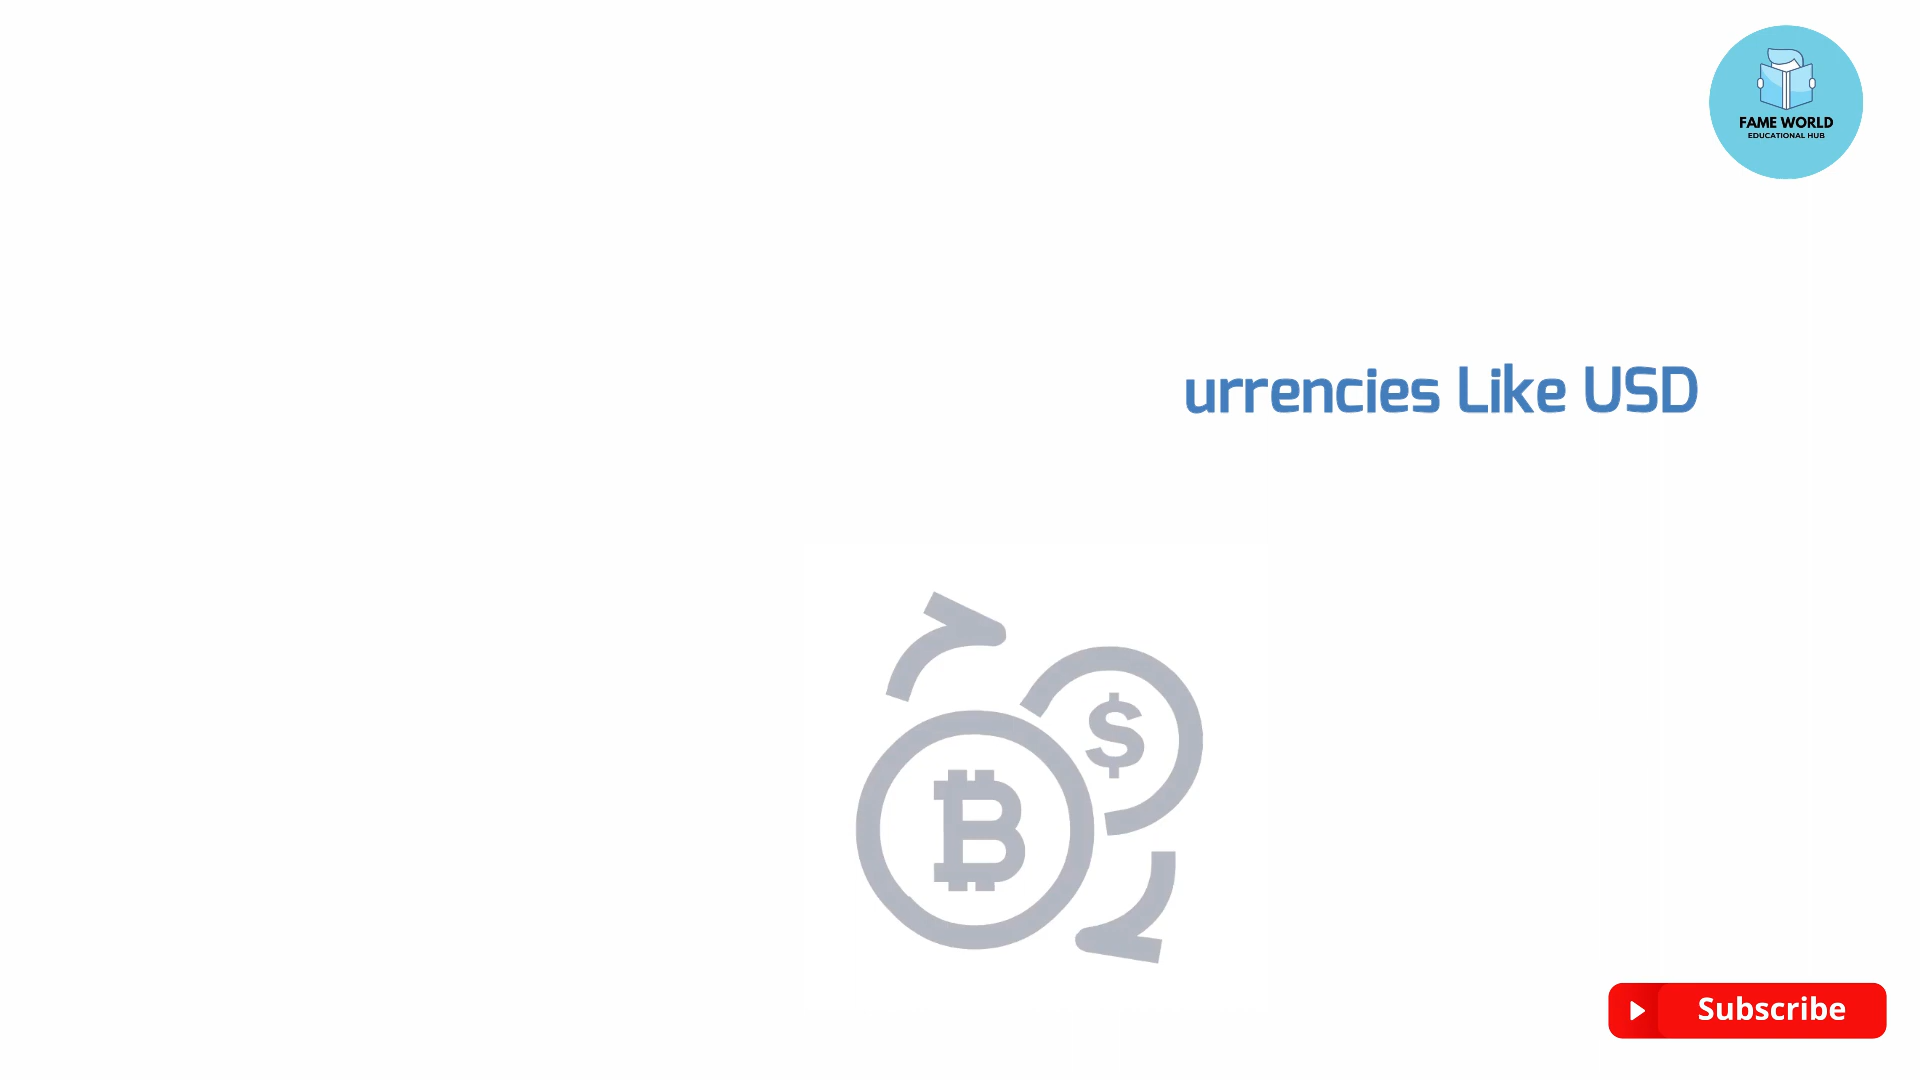 FAME WORLD
EDUCATIONAL HUB
urrencies Like USD
$
Subscribe